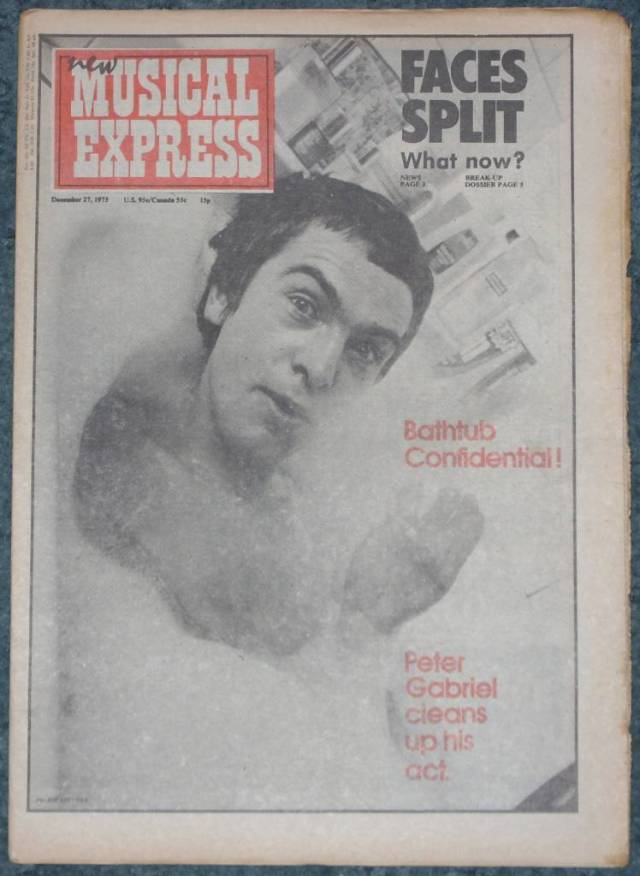 new
MUSICAL
EXPRESS
December 27, 1975 U.S. 95c/Canada 55c 15p
FACES
SPLIT
What now?
NEWS
PAGE 3
BREAK-UP
DOSSIER PAGE 5
Bathtub
Confidential!
Peter
Gabriel
cleans
up his
act.